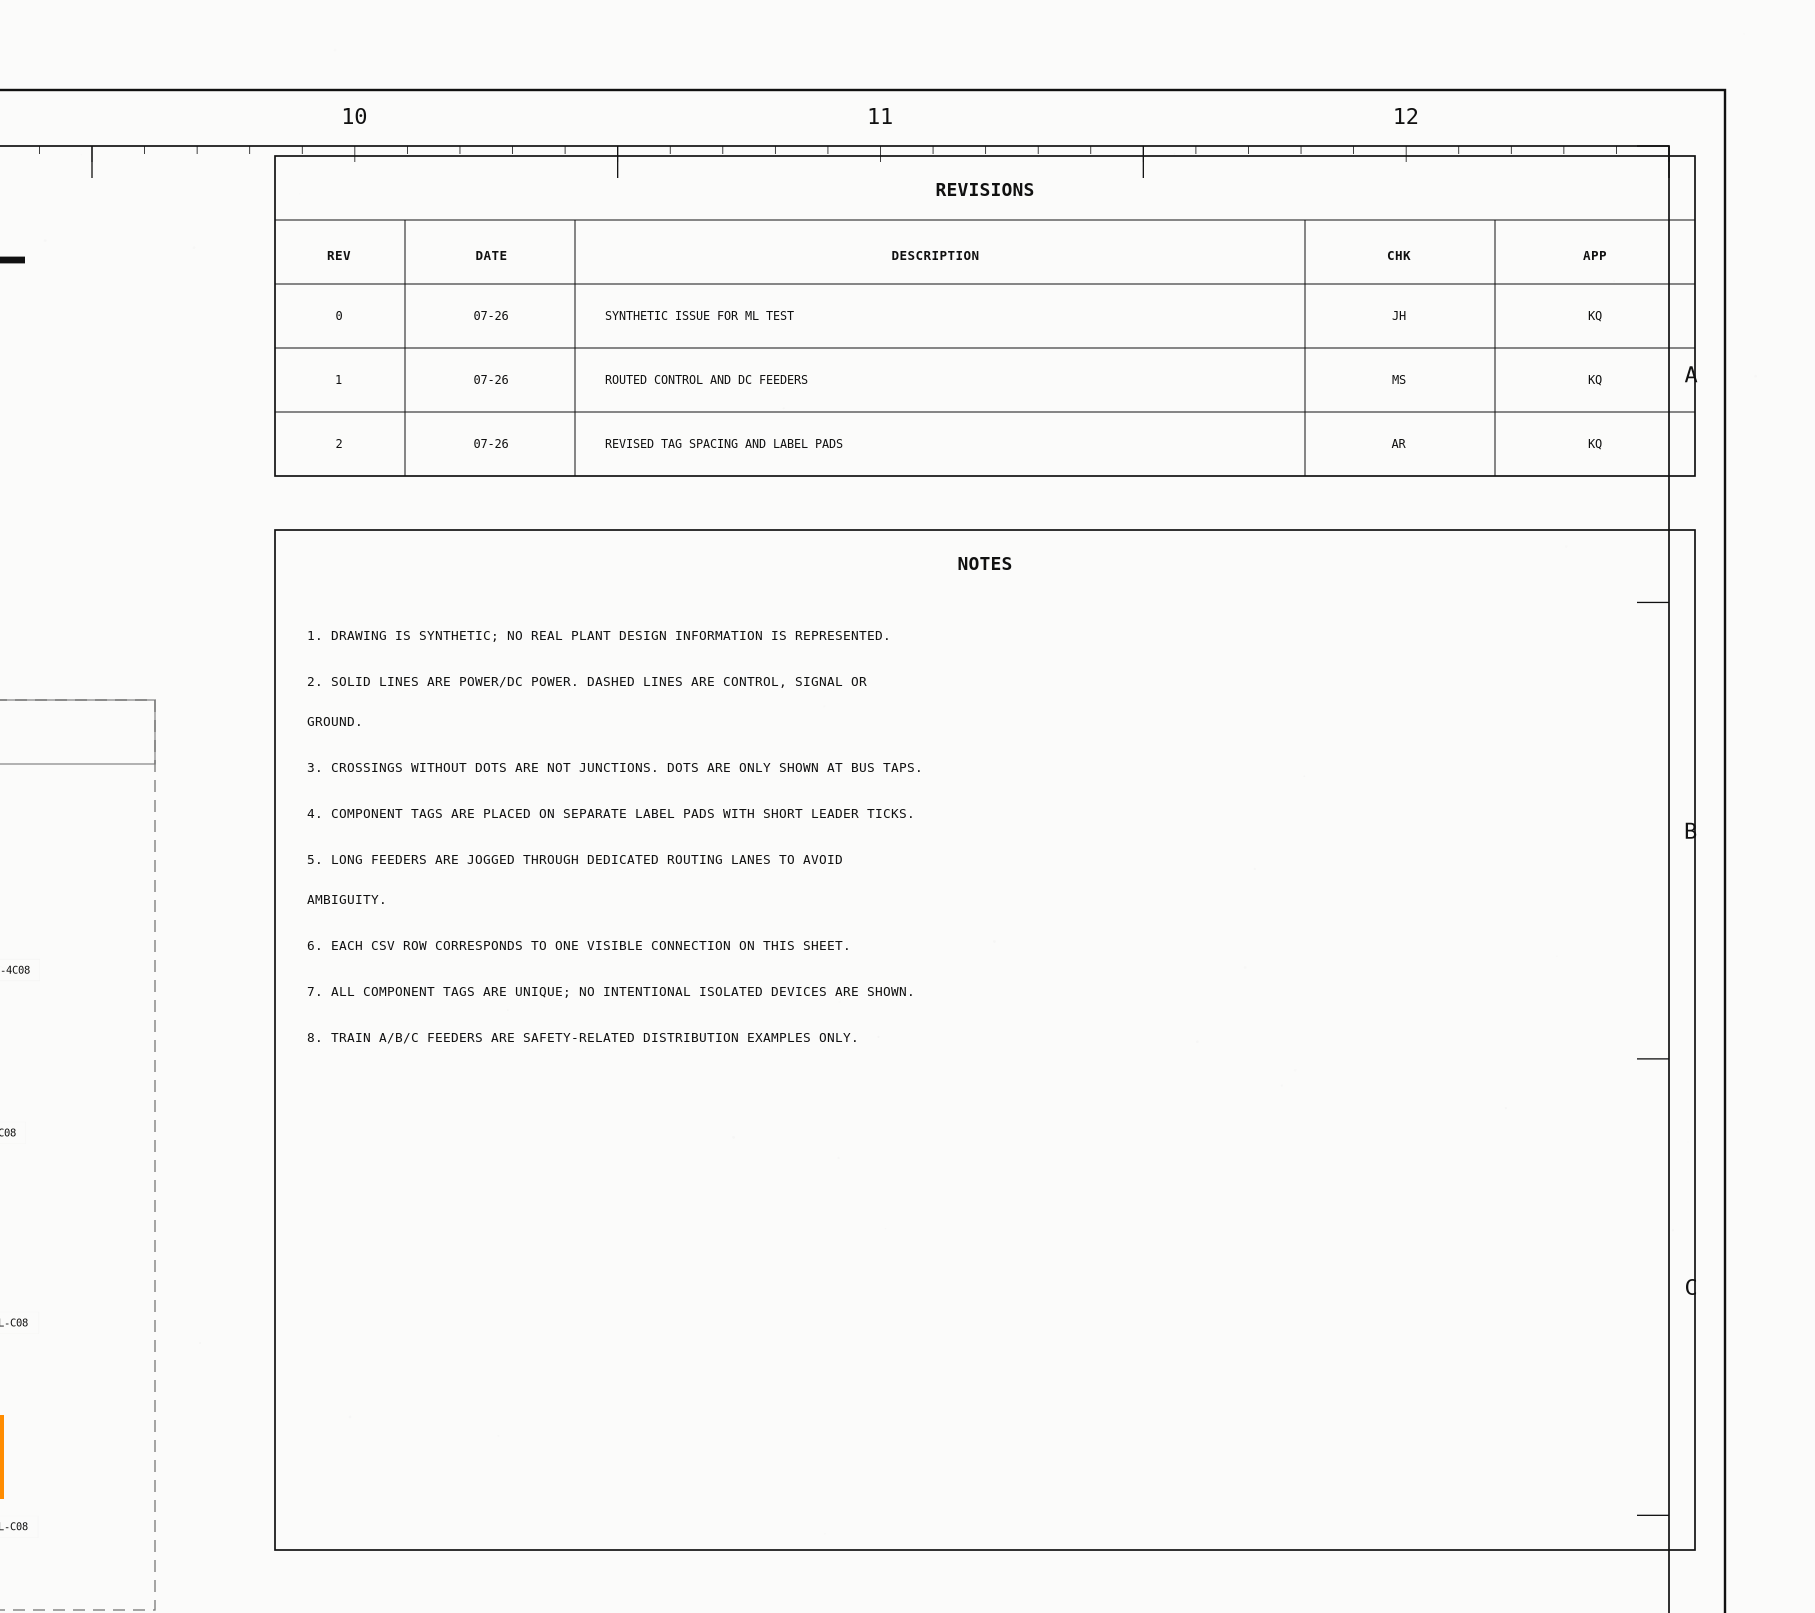 10 11 12
REVISIONS
REV DATE DESCRIPTION CHK APP
0 07-26 SYNTHETIC ISSUE FOR ML TEST JH KQ
1 07-26 ROUTED CONTROL AND DC FEEDERS MS KQ
A
2 07-26 REVISED TAG SPACING AND LABEL PADS AR KQ
NOTES
1. DRAWING IS SYNTHETIC; NO REAL PLANT DESIGN INFORMATION IS REPRESENTED.
2. SOLID LINES ARE POWER/DC POWER. DASHED LINES ARE CONTROL, SIGNAL OR
GROUND.
3. CROSSINGS WITHOUT DOTS ARE NOT JUNCTIONS. DOTS ARE ONLY SHOWN AT BUS TAPS.
4. COMPONENT TAGS ARE PLACED ON SEPARATE LABEL PADS WITH SHORT LEADER TICKS.
B
5. LONG FEEDERS ARE JOGGED THROUGH DEDICATED ROUTING LANES TO AVOID
AMBIGUITY.
6. EACH CSV ROW CORRESPONDS TO ONE VISIBLE CONNECTION ON THIS SHEET.
7. ALL COMPONENT TAGS ARE UNIQUE; NO INTENTIONAL ISOLATED DEVICES ARE SHOWN.
8. TRAIN A/B/C FEEDERS ARE SAFETY-RELATED DISTRIBUTION EXAMPLES ONLY.
C
-4C08
C08
L-C08
L-C08